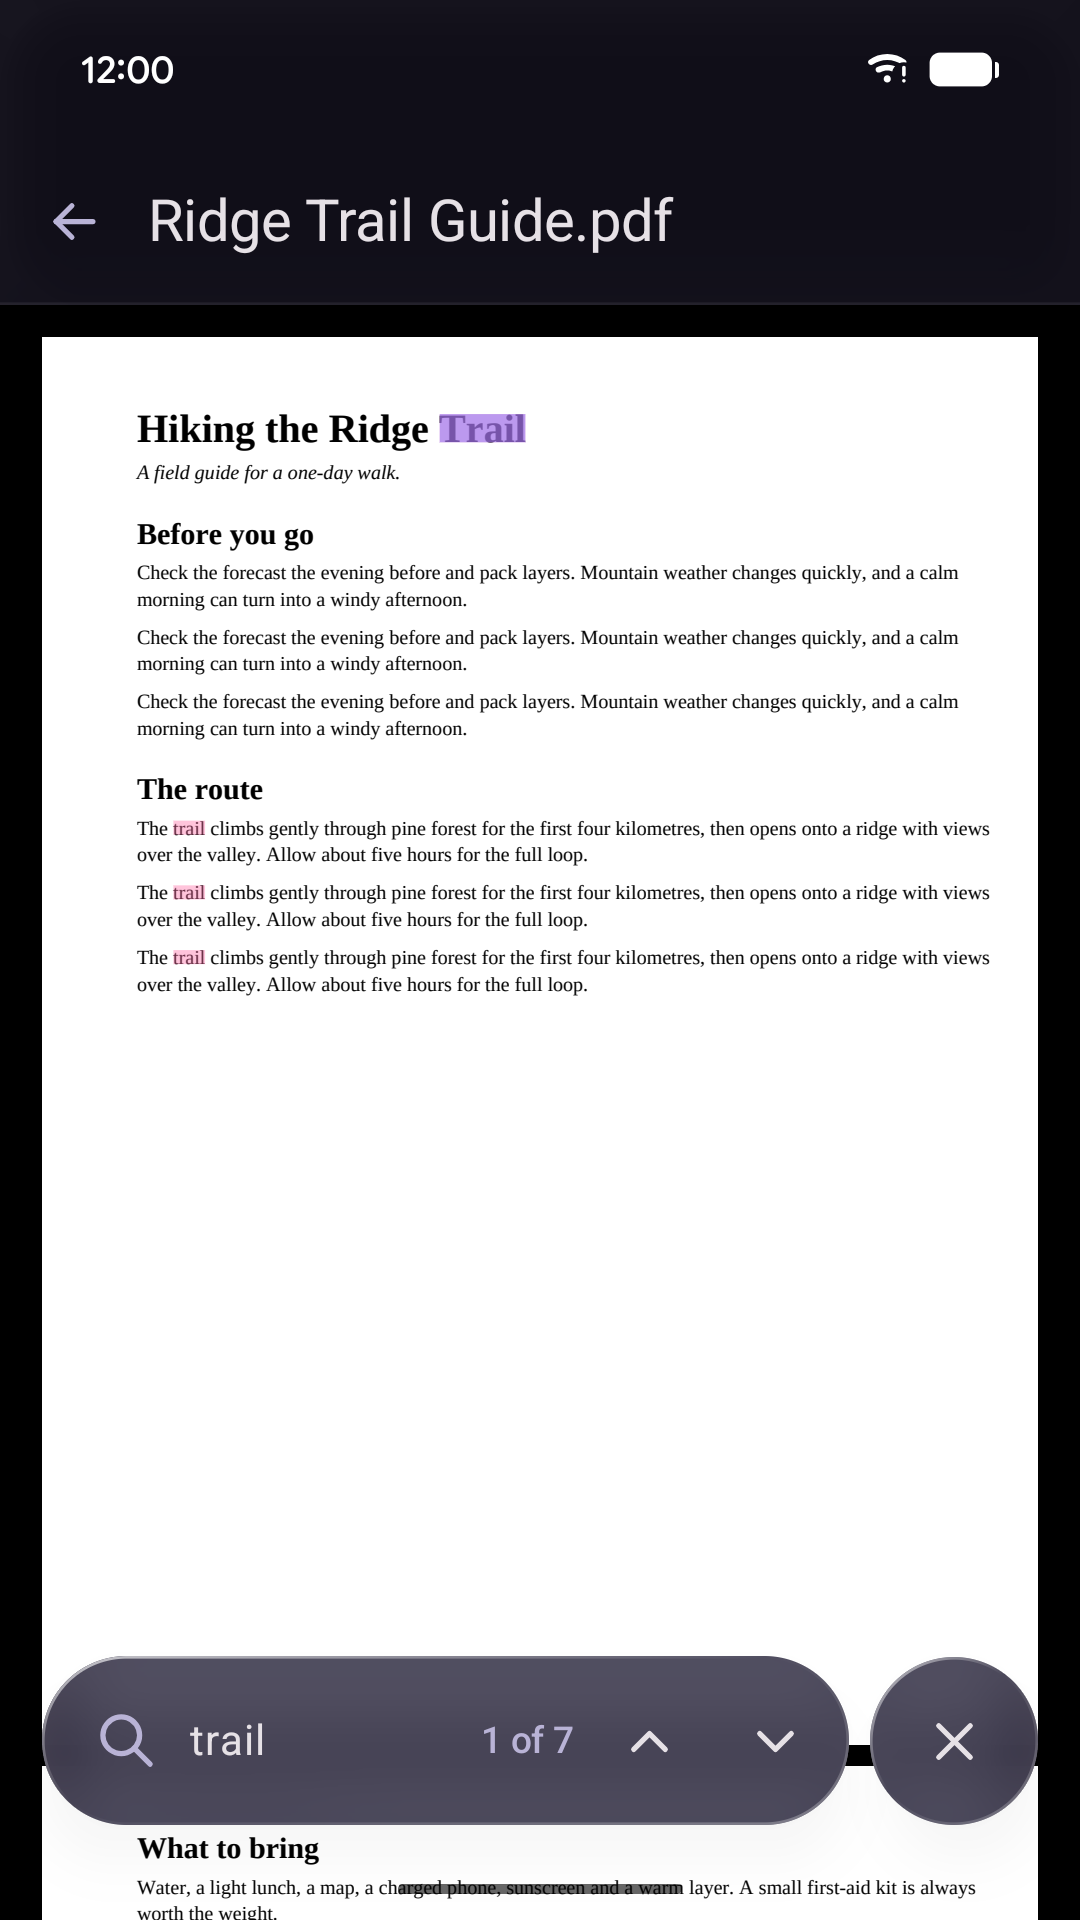 12:00
Ridge Trail Guide.pdf
Hiking the Ridge Trail
A field guide for a one-day walk.
Before you go
Check the forecast the evening before and pack layers. Mountain weather changes quickly, and a calm
morning can turn into a windy afternoon.
Check the forecast the evening before and pack layers. Mountain weather changes quickly, and a calm
morning can turn into a windy afternoon.
Check the forecast the evening before and pack layers. Mountain weather changes quickly, and a calm
morning can turn into a windy afternoon.
The route
The trail climbs gently through pine forest for the first four kilometres, then opens onto a ridge with views
over the valley. Allow about five hours for the full loop.
The trail climbs gently through pine forest for the first four kilometres, then opens onto a ridge with views
over the valley. Allow about five hours for the full loop.
The trail climbs gently through pine forest for the first four kilometres, then opens onto a ridge with views
over the valley. Allow about five hours for the full loop.
trail 1 of 7
What to bring
Water, a light lunch, a map, a charged phone, sunscreen and a warm layer. A small first-aid kit is always
worth the weight.